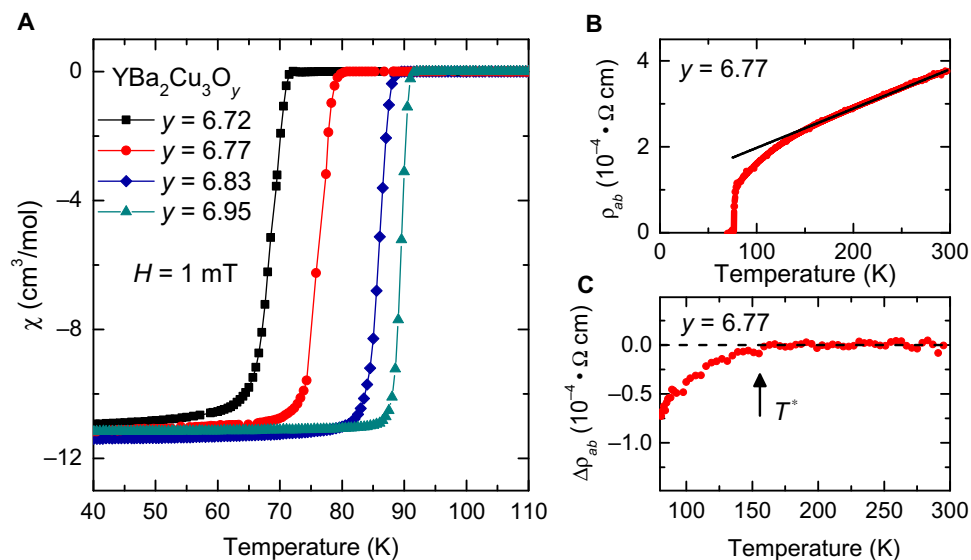 A
YBa₂Cu₃Oy
y = 6.72
y = 6.77
y = 6.83
y = 6.95
H = 1 mT
χ (cm³/mol)
0
−4
−8
−12
40 50 60 70 80 90 100 110
Temperature (K)
B
y = 6.77
ρab (10⁻⁴ • Ω cm)
4
2
0
0 100 200 300
Temperature (K)
C
y = 6.77
Δρab (10⁻⁴ • Ω cm)
0.0
−0.5
−1.0
T*
100 150 200 250 300
Temperature (K)